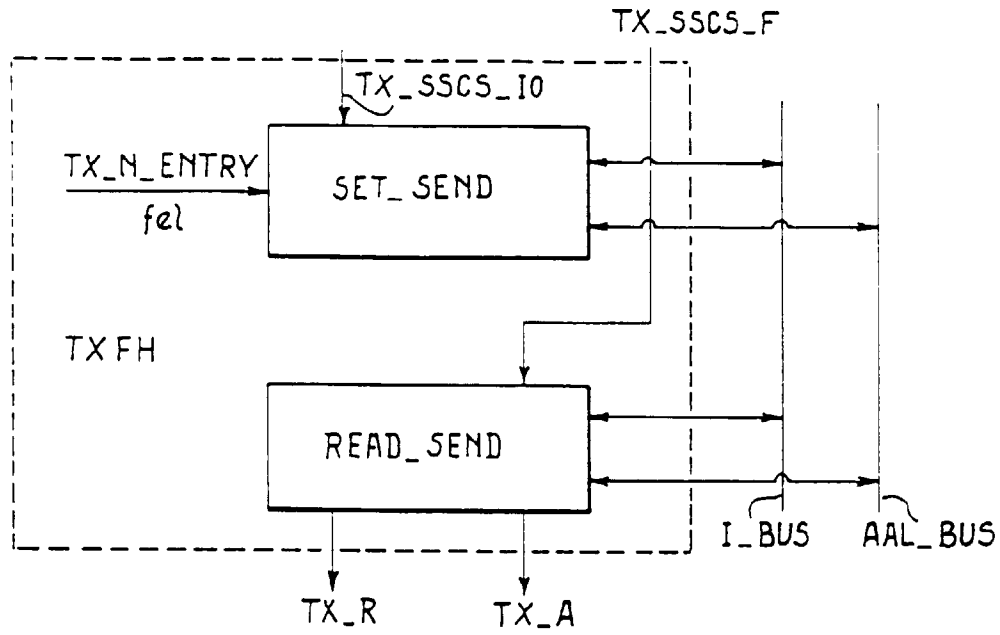 TX_SSCS_F
TX_SSCS_IO
TX_N_ENTRY
fel
SET_SEND
TXFH
READ_SEND
I_BUS
AAL_BUS
TX_R
TX_A